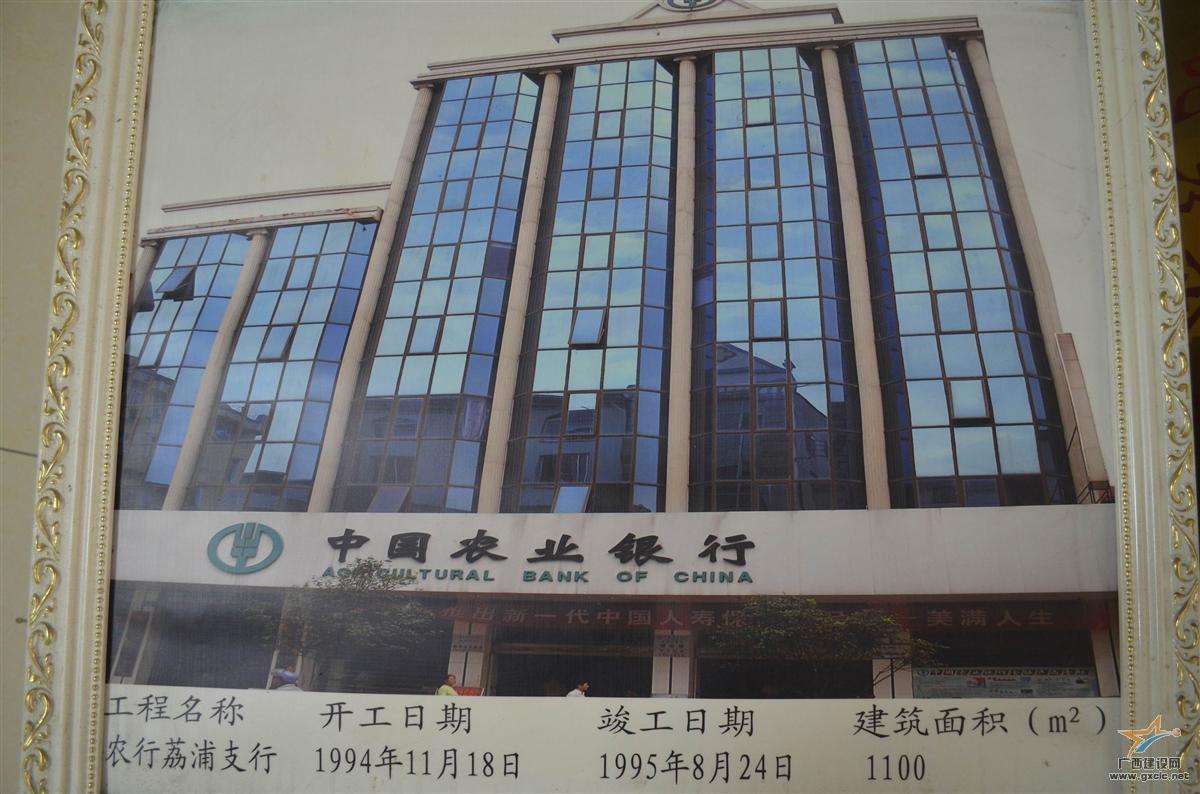 中国农业银行
AGRICULTURAL BANK OF CHINA
出新一代中国人寿保
美满人生
工程名称 开工日期 竣工日期 建筑面积（m²）
农行荔浦支行 1994年11月18日 1995年8月24日 1100
广西建设网
www.gxcic.net